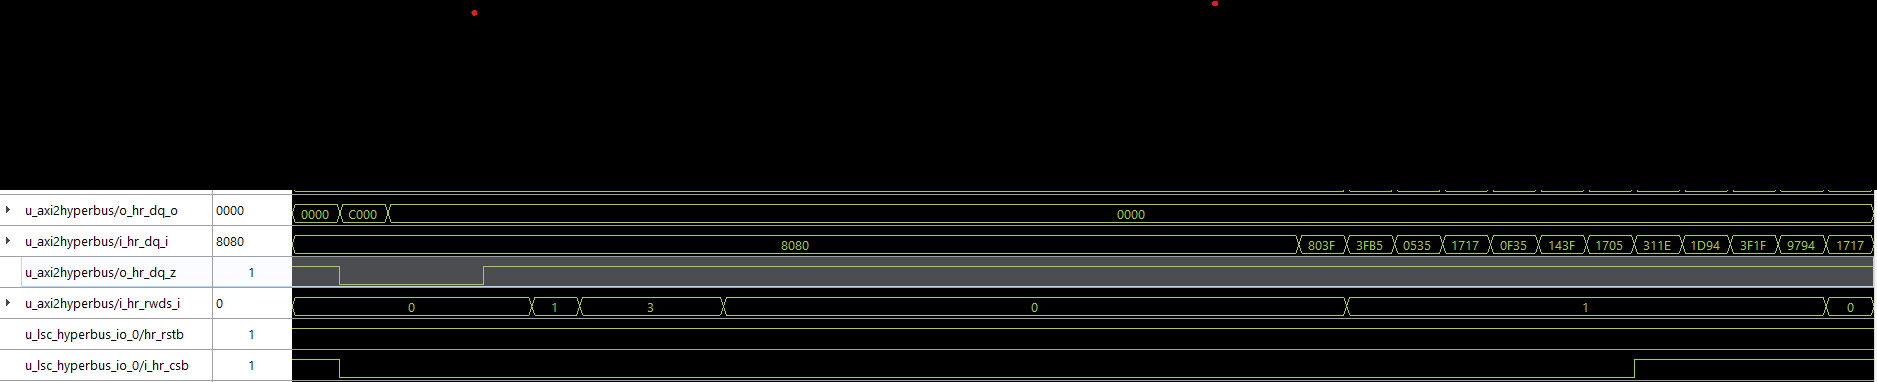 u_axi2hyperbus/o_hr_dq_o 0000 0000 C000 0000
u_axi2hyperbus/i_hr_dq_i 8080 8080 803F 3FB5 0535 1717 0F35 143F 1705 311E 1D94 3F1F 9794 1717
u_axi2hyperbus/o_hr_dq_z 1
u_axi2hyperbus/i_hr_rwds_i 0 0 1 3 0 1 0
u_lsc_hyperbus_io_0/hr_rstb 1
u_lsc_hyperbus_io_0/i_hr_csb 1